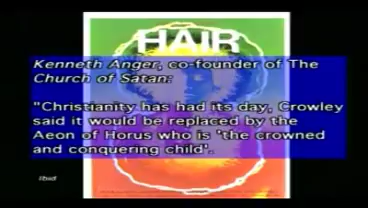 HAIR
Kenneth Anger, co-founder of The
Church of Satan:
"Christianity has had its day, Crowley
said it would be replaced by the
Aeon of Horus who is 'the crowned
and conquering child'.
Ibid